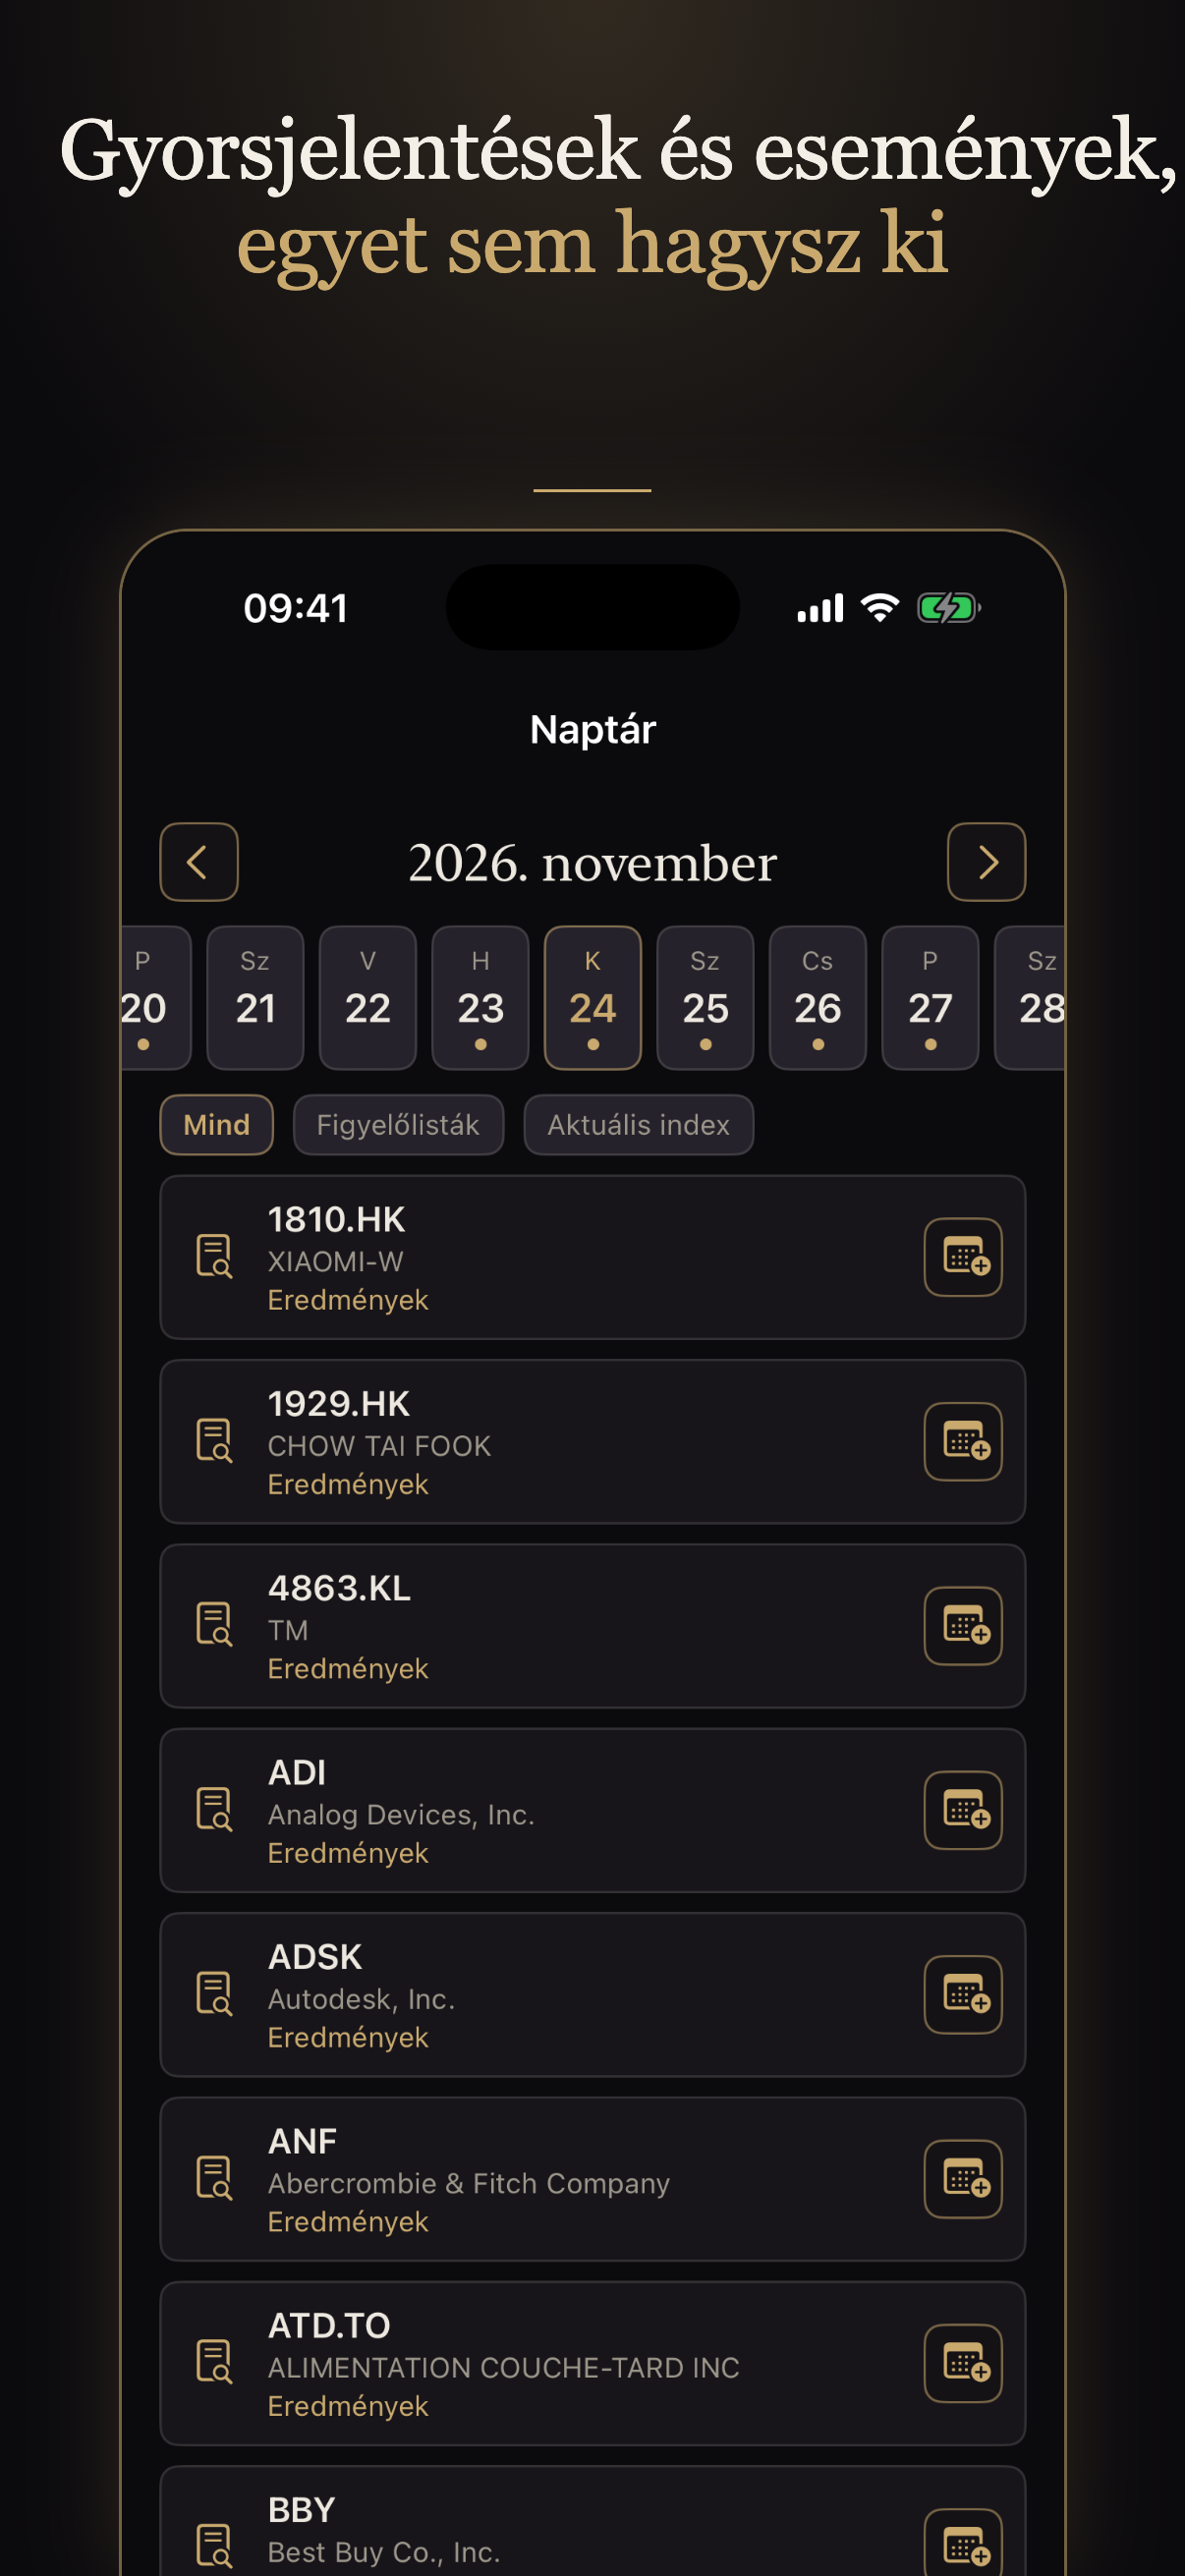 Gyorsjelentések és események,
egyet sem hagysz ki
09:41
Naptár
2026. november
P Sz V H K Sz Cs P Sz
20 21 22 23 24 25 26 27 28
Mind Figyelőlisták Aktuális index
1810.HK
XIAOMI-W
Eredmények
1929.HK
CHOW TAI FOOK
Eredmények
4863.KL
TM
Eredmények
ADI
Analog Devices, Inc.
Eredmények
ADSK
Autodesk, Inc.
Eredmények
ANF
Abercrombie & Fitch Company
Eredmények
ATD.TO
ALIMENTATION COUCHE-TARD INC
Eredmények
BBY
Best Buy Co., Inc.